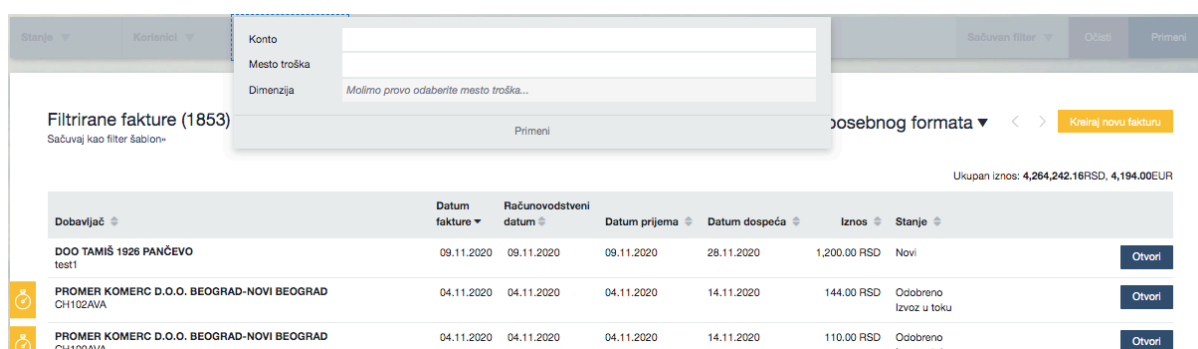 Stanje
Korisnici
Konto
Mesto troška
Dimenzija Molimo provo odaberite mesto troška...
Primeni
Sačuvan filter Očisti Primeni
Filtrirane fakture (1853)
Sačuvaj kao filter šablon»
posebnog formata
Kreiraj novu fakturu
Ukupan iznos: 4,264,242.16RSD, 4,194.00EUR
Dobavljač Datum fakture Računovodstveni datum Datum prijema Datum dospeća Iznos Stanje
DOO TAMIŠ 1926 PANČEVO 09.11.2020 09.11.2020 09.11.2020 28.11.2020 1,200.00 RSD Novi Otvori
test1
PROMER KOMERC D.O.O. BEOGRAD-NOVI BEOGRAD 04.11.2020 04.11.2020 04.11.2020 14.11.2020 144.00 RSD Odobreno Otvori
CH102AVA Izvoz u toku
PROMER KOMERC D.O.O. BEOGRAD-NOVI BEOGRAD 04.11.2020 04.11.2020 04.11.2020 14.11.2020 110.00 RSD Odobreno Otvori